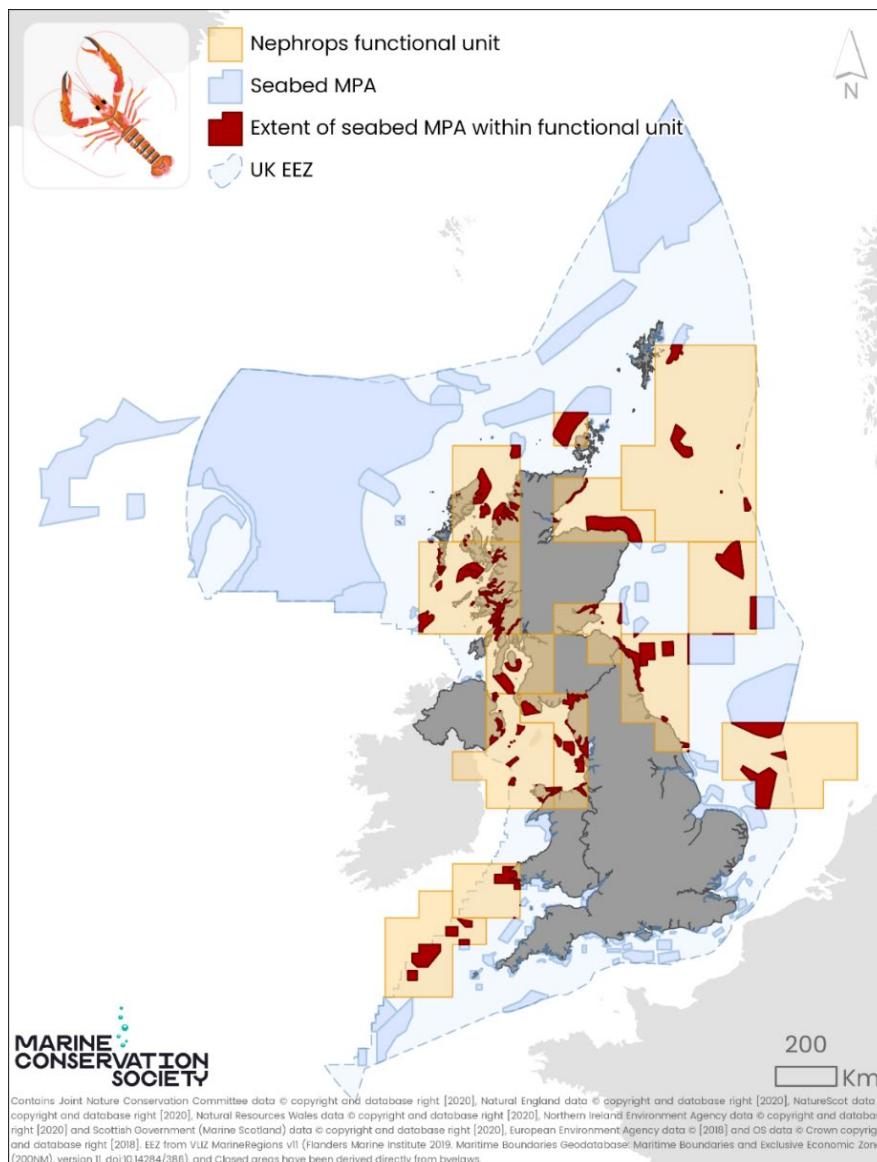 Nephrops functional unit
Seabed MPA
Extent of seabed MPA within functional unit
UK EEZ
N
MARINE
CONSERVATION
SOCIETY
200
Km
Contains Joint Nature Conservation Committee data © copyright and database right [2020], Natural England data © copyright and database right [2020], NatureScot data
copyright and database right [2020], Natural Resources Wales data © copyright and database right [2020], Northern Ireland Environment Agency data © copyright and databa
right [2020] and Scottish Government (Marine Scotland) data © copyright and database right [2020], European Environment Agency data © [2018] and OS data © Crown copyrig
and database right [2018]. EEZ from VLIZ MarineRegions v11 (Flanders Marine Institute 2019. Maritime Boundaries Geodatabase: Maritime Boundaries and Exclusive Economic Zon
(200NM), version 11. doi:10.14284/386), and Closed areas have been derived directly from byelaws.